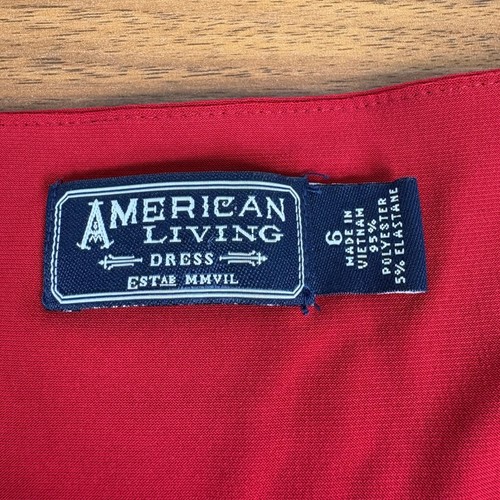 AMERICAN
LIVING
DRESS
ESTAB MMVII
6
MADE IN
VIETNAM
95%
POLYESTER
5% ELASTANE